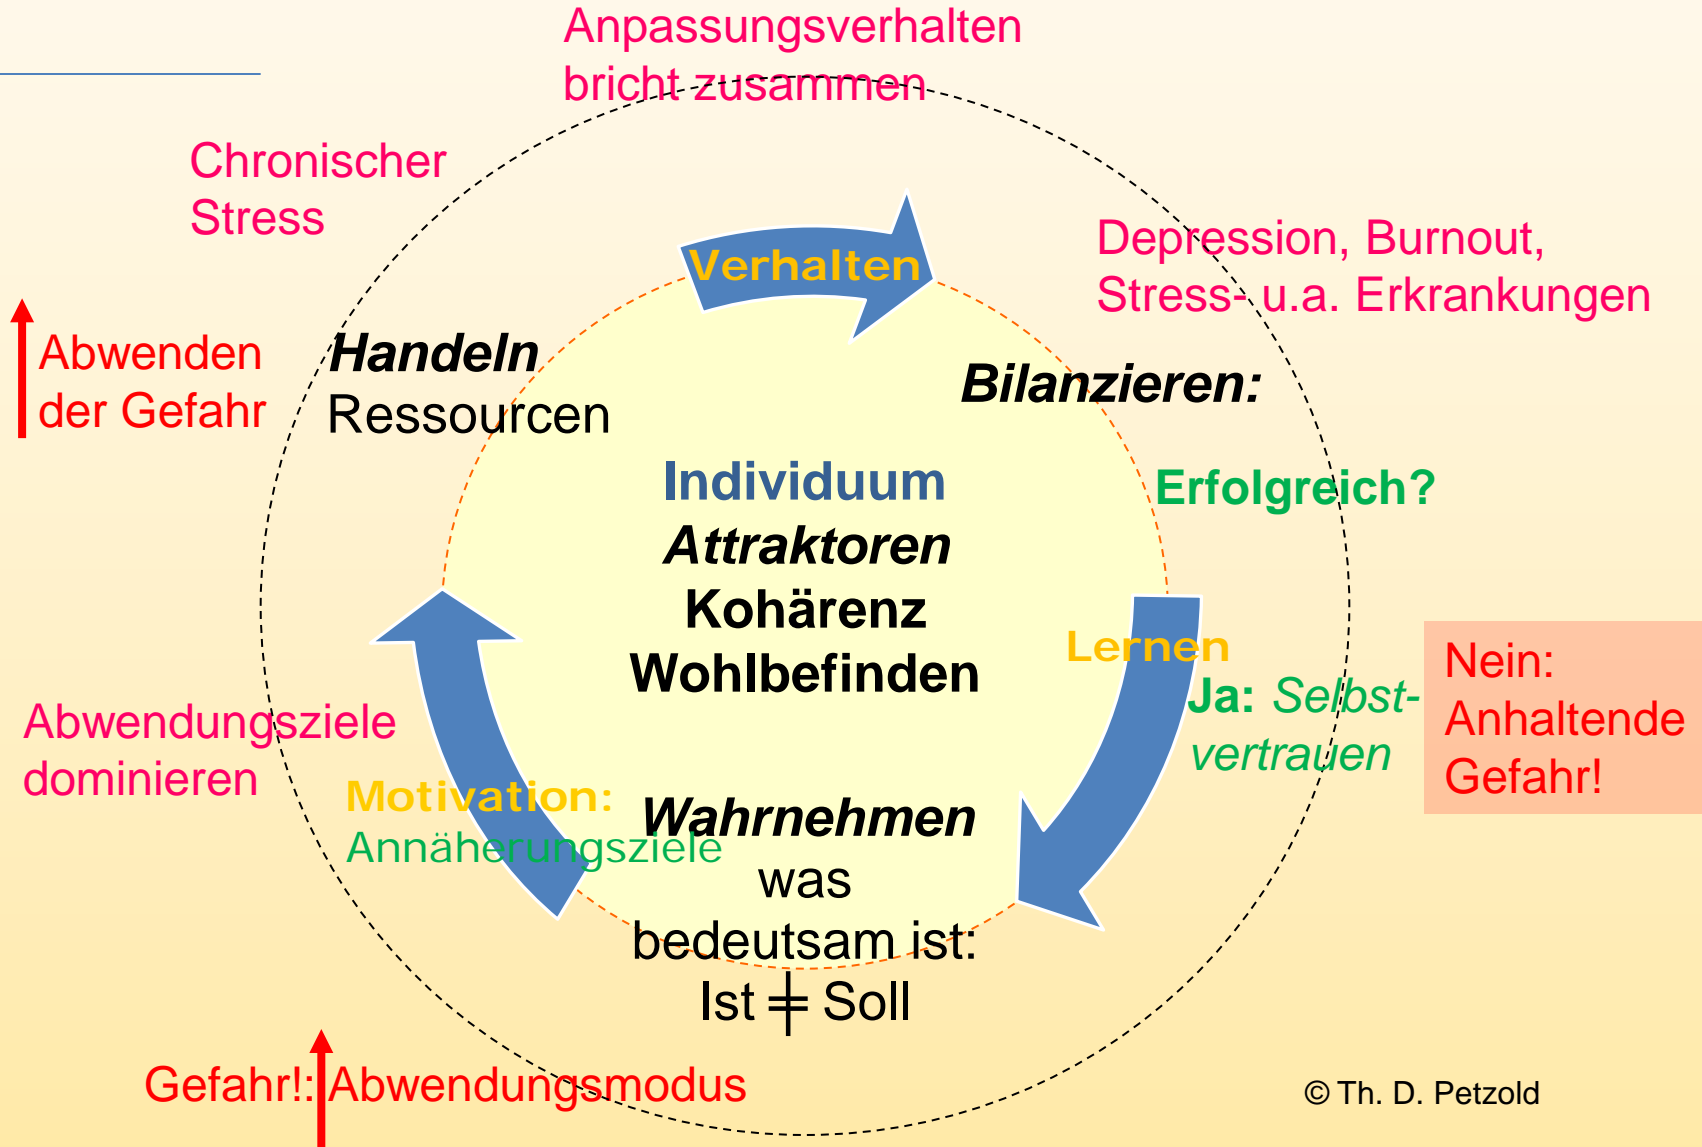 Anpassungsverhalten
bricht zusammen
Chronischer
Stress
Verhalten
Depression, Burnout,
Stress- u.a. Erkrankungen
Abwenden
der Gefahr
Handeln
Ressourcen
Bilanzieren:
Individuum
Attraktoren
Kohärenz
Wohlbefinden
Erfolgreich?
Lernen
Ja: Selbst-
vertrauen
Nein:
Anhaltende
Gefahr!
Abwendungsziele
dominieren
Motivation:
Annäherungsziele
Wahrnehmen
was
bedeutsam ist:
Ist ╪ Soll
Gefahr!: Abwendungsmodus
© Th. D. Petzold